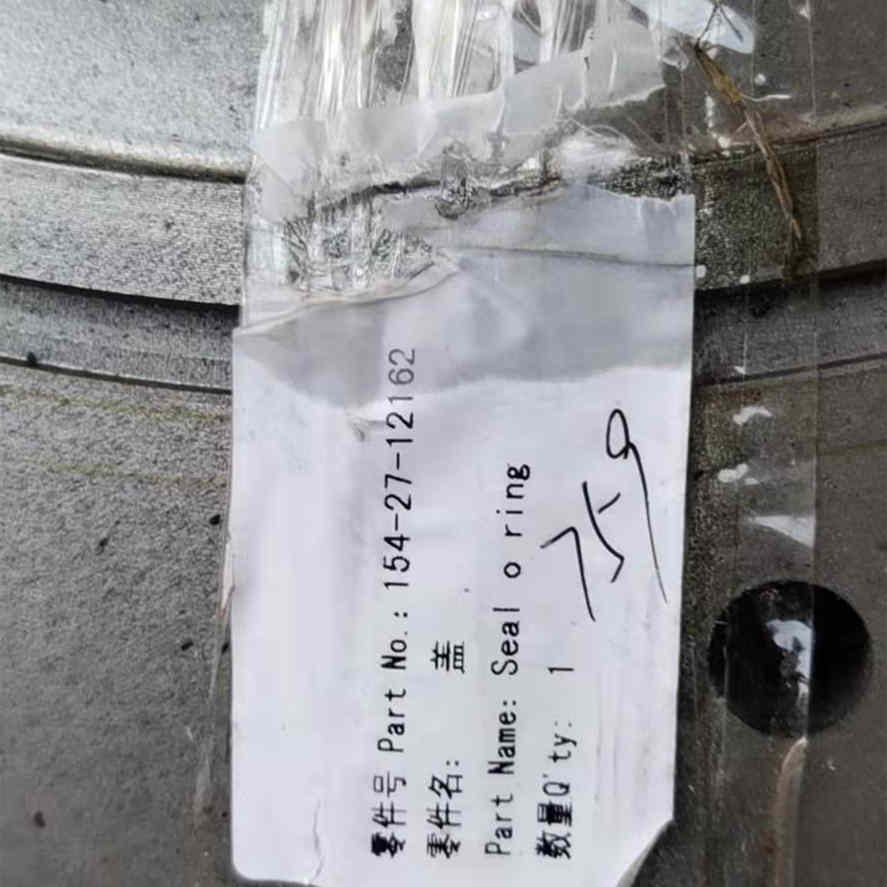 零件号 Part No.: 154-27-12162
零件名: 盖
Part Name: Seal o ring
数量Q'ty: 1
759